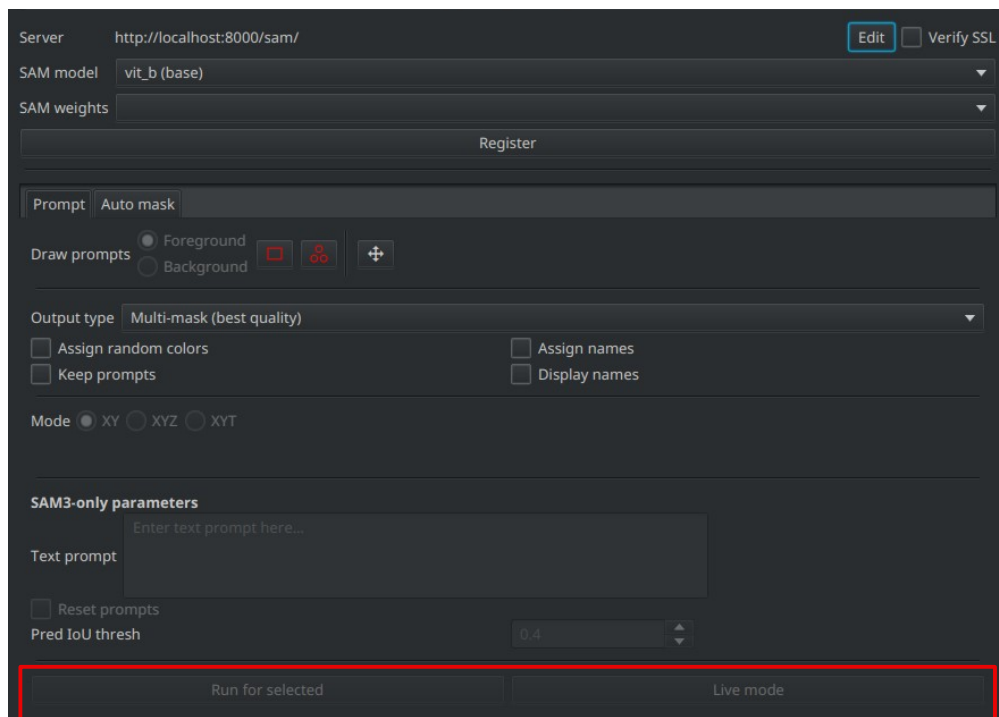 Server http://localhost:8000/sam/ Edit Verify SSL
SAM model vit_b (base)
SAM weights
Register
Prompt Auto mask
Draw prompts Foreground
Background
Output type Multi-mask (best quality)
Assign random colors Assign names
Keep prompts Display names
Mode XY XYZ XYT
SAM3-only parameters
Enter text prompt here...
Text prompt
Reset prompts
Pred IoU thresh 0.4
Run for selected Live mode